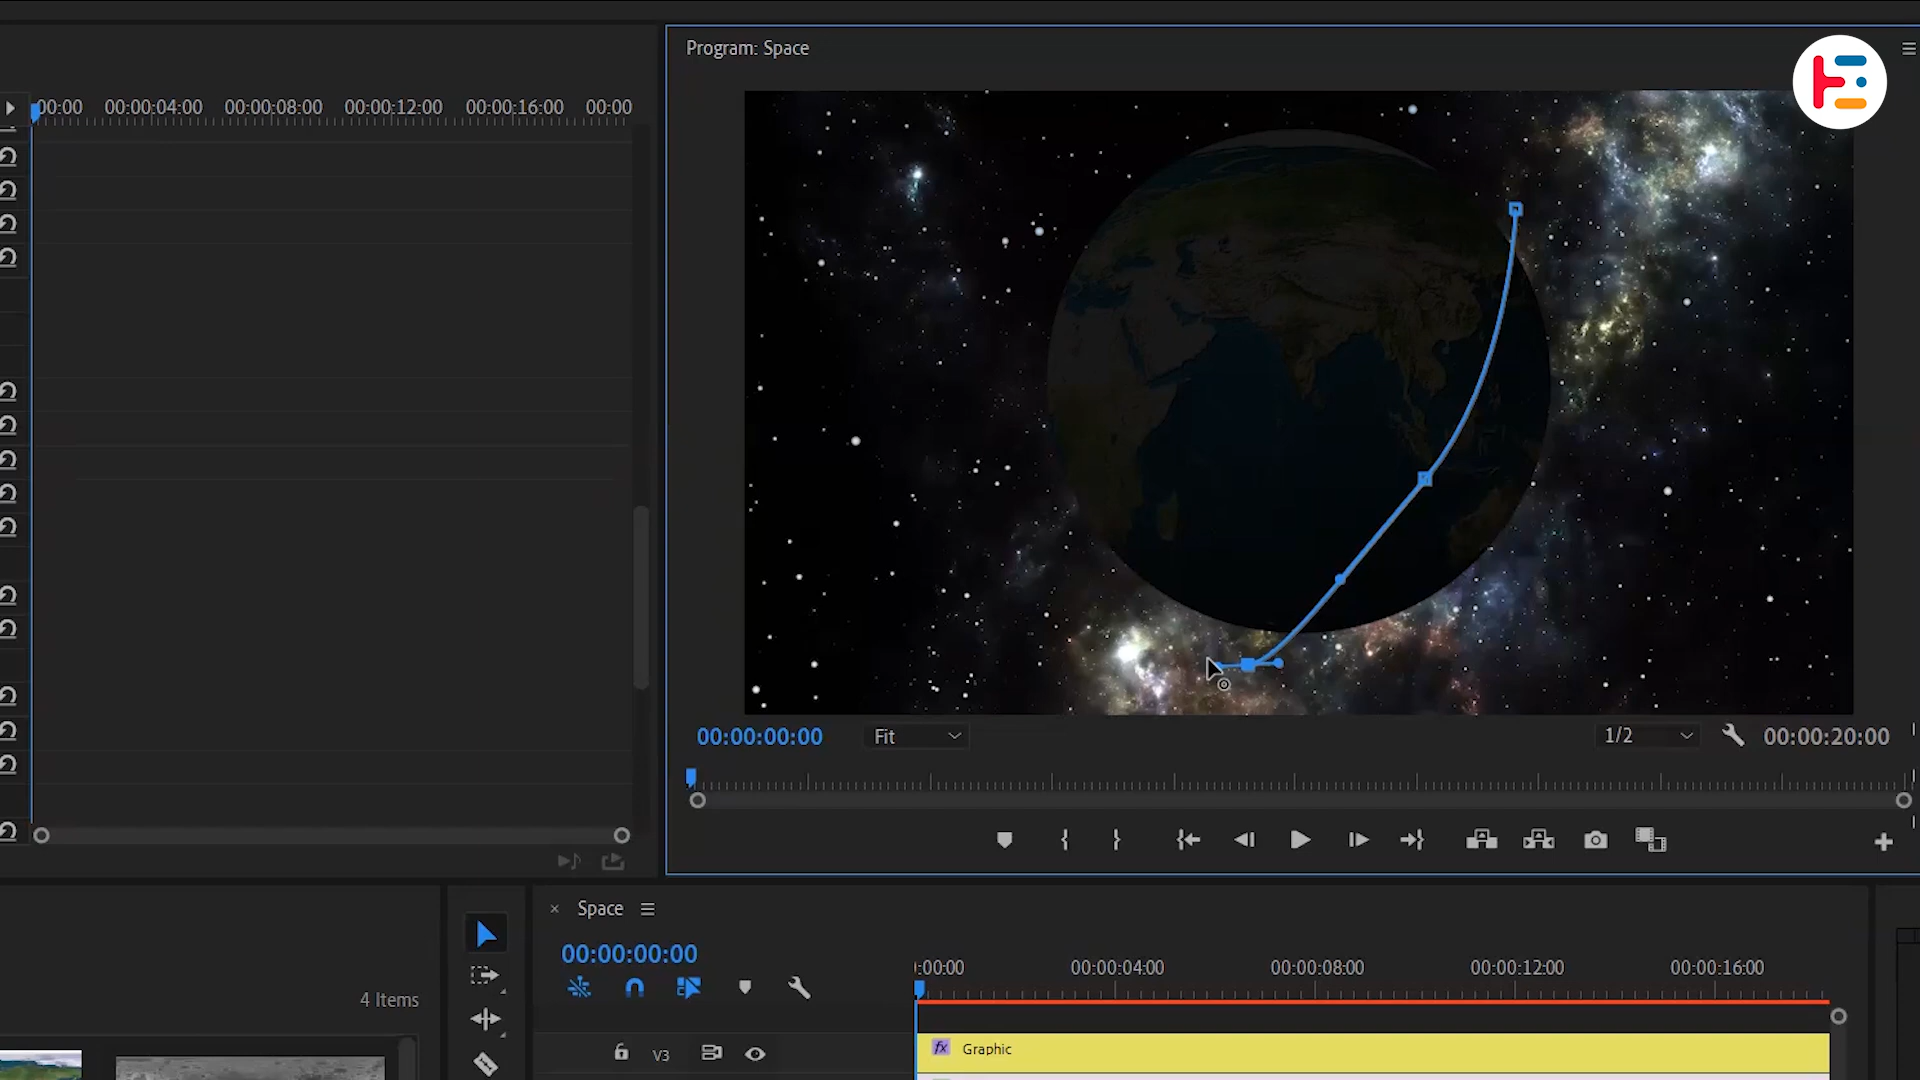 Program: Space
00:00 00:00:04:00 00:00:08:00 00:00:12:00 00:00:16:00 00:00
00:00:00:00 Fit 1/2 00:00:20:00
× Space
00:00:00:00
:00:00 00:00:04:00 00:00:08:00 00:00:12:00 00:00:16:00
4 Items
V3
fx Graphic